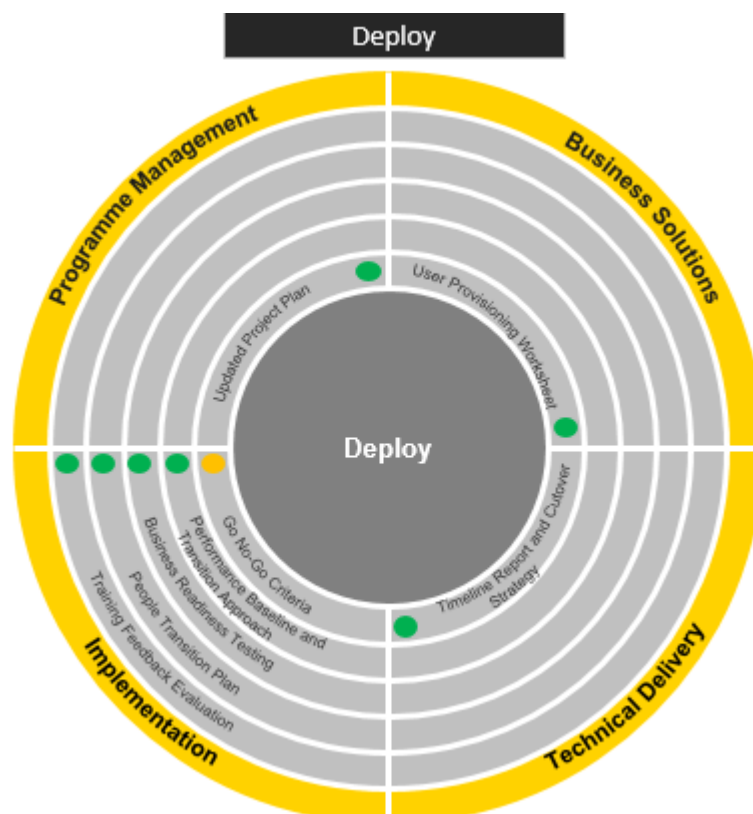 Deploy
Programme Management
Business Solutions
Updated Project Plan
User Provisioning Worksheet
Deploy
Go No-Go Criteria
Performance Baseline and
Transition Approach
Business Readiness Testing
People Transition Plan
Training Feedback Evaluation
Timeline Report and Cutover
Strategy
Implementation
Technical Delivery